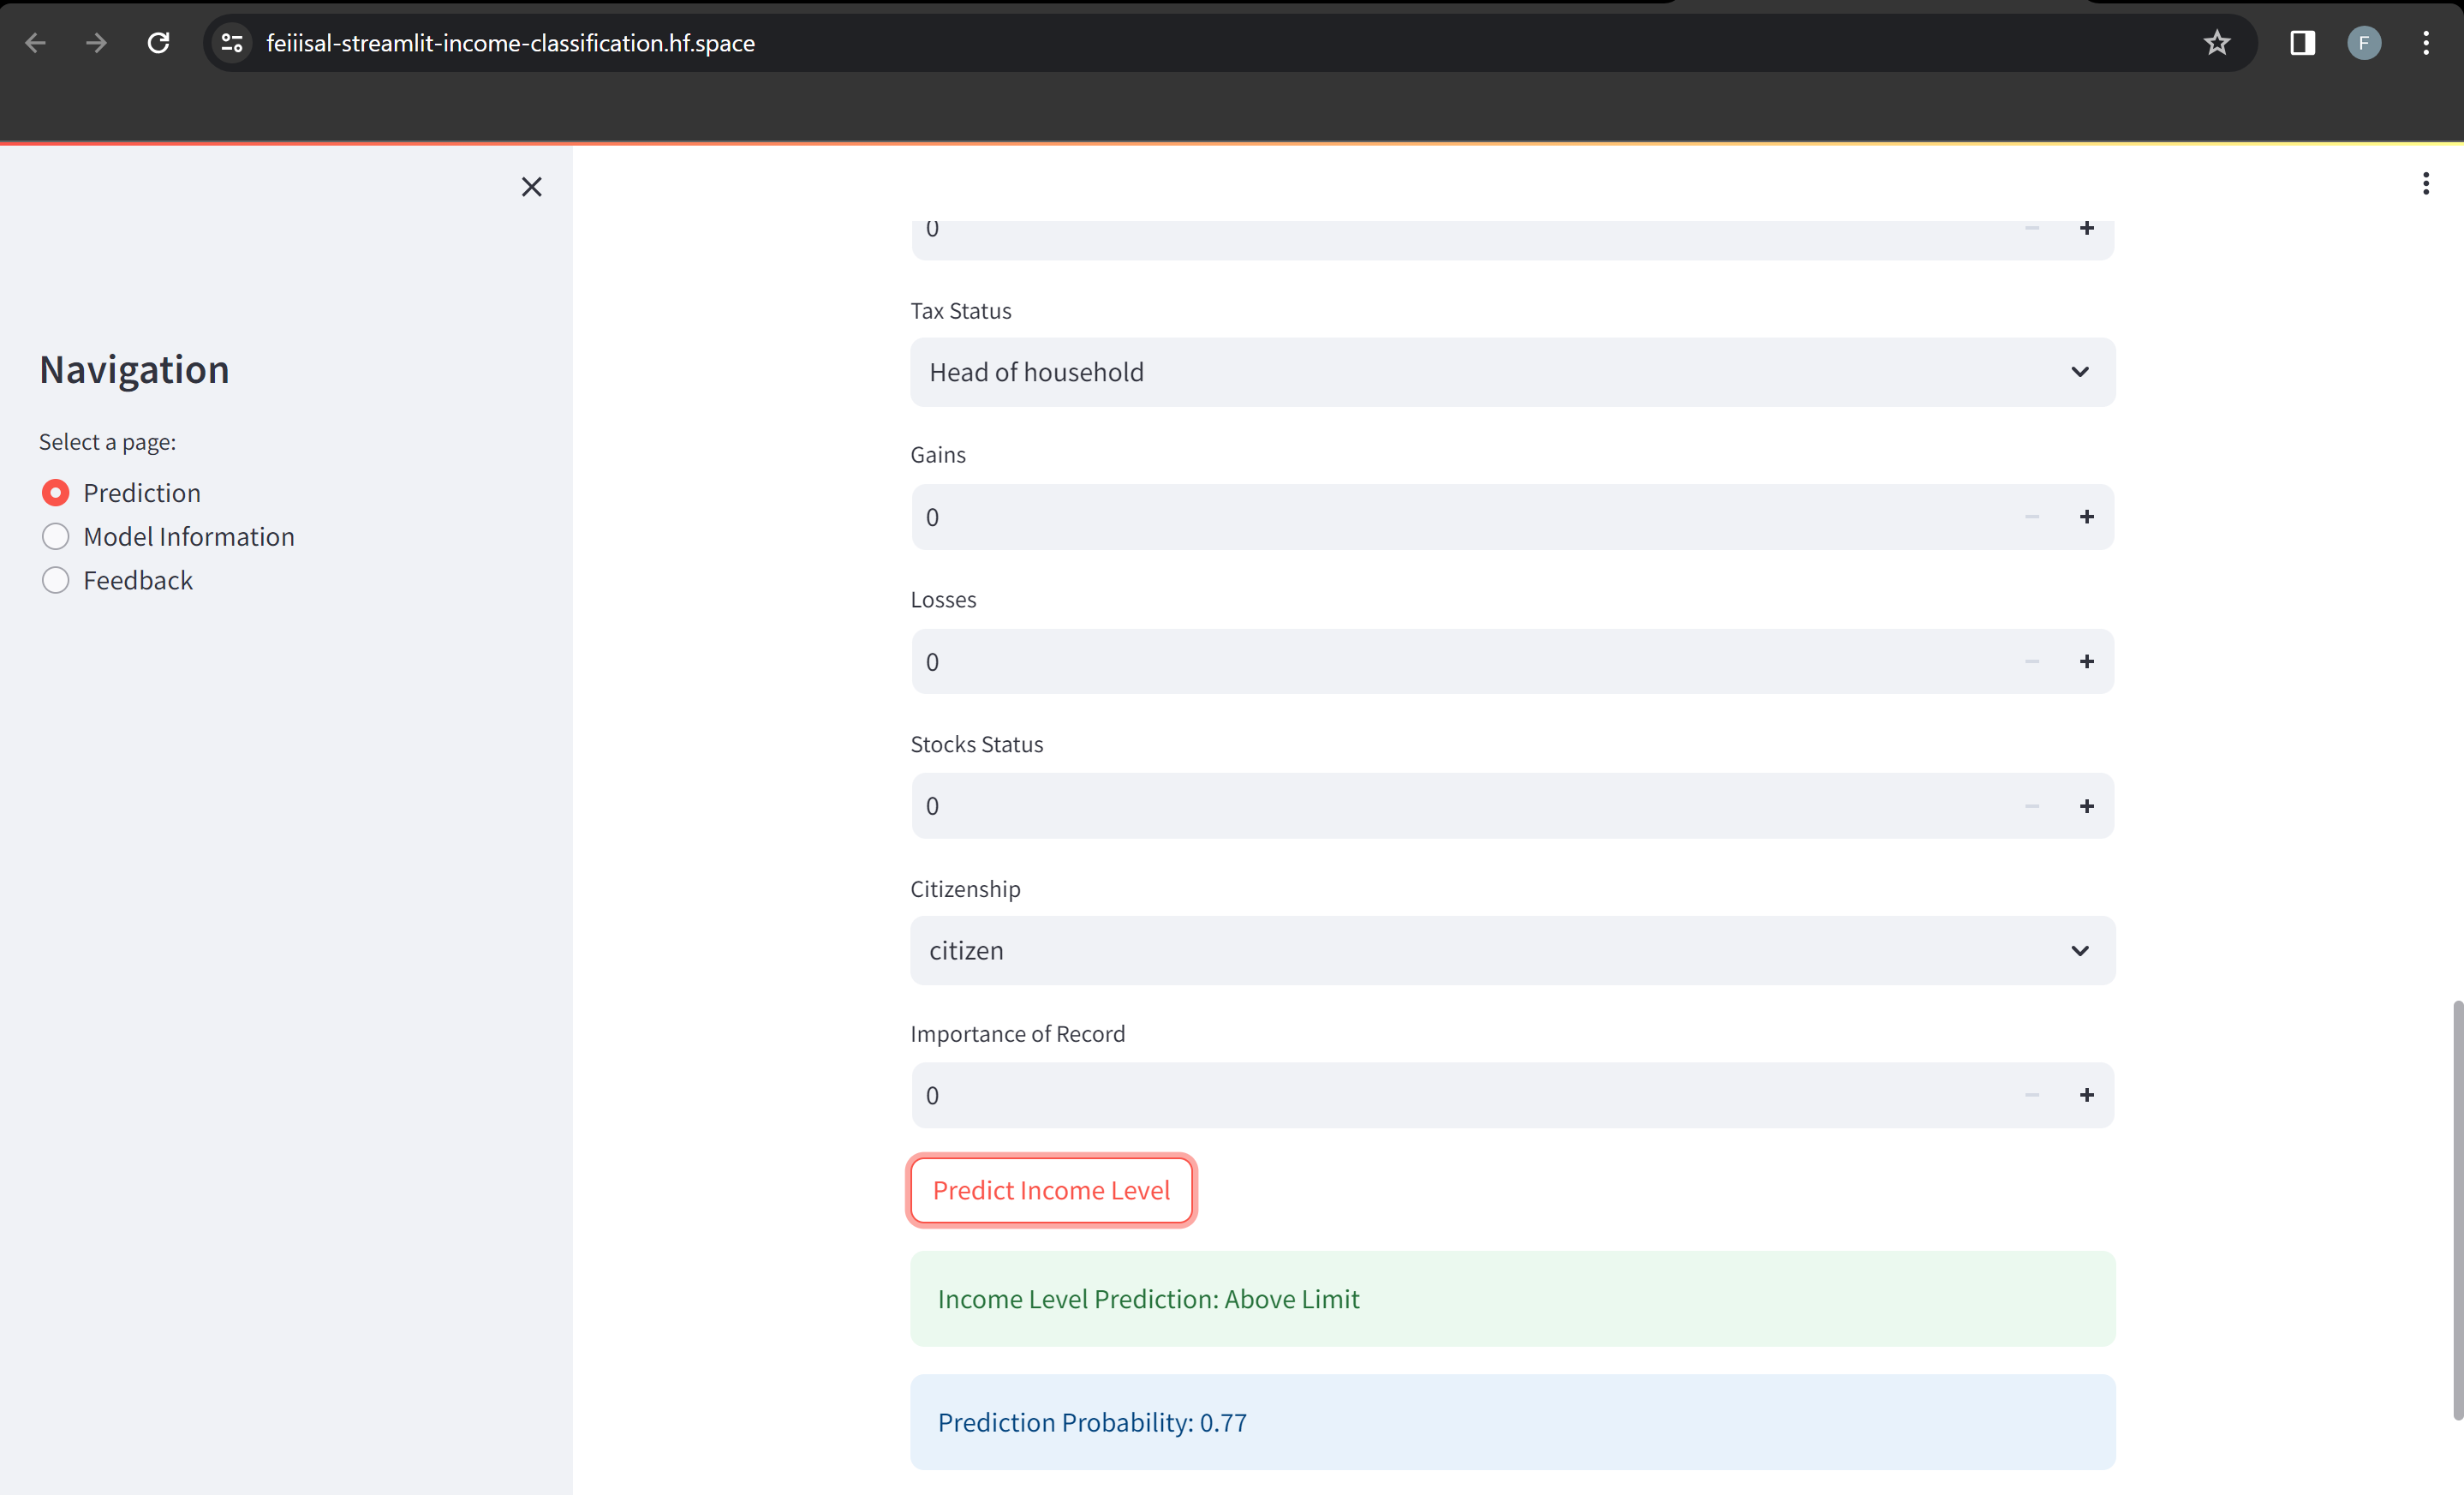 feiiisal-streamlit-income-classification.hf.space
F
Navigation
Select a page:
Prediction
Model Information
Feedback
0
Tax Status
Head of household
Gains
0
Losses
0
Stocks Status
0
Citizenship
citizen
Importance of Record
0
Predict Income Level
Income Level Prediction: Above Limit
Prediction Probability: 0.77